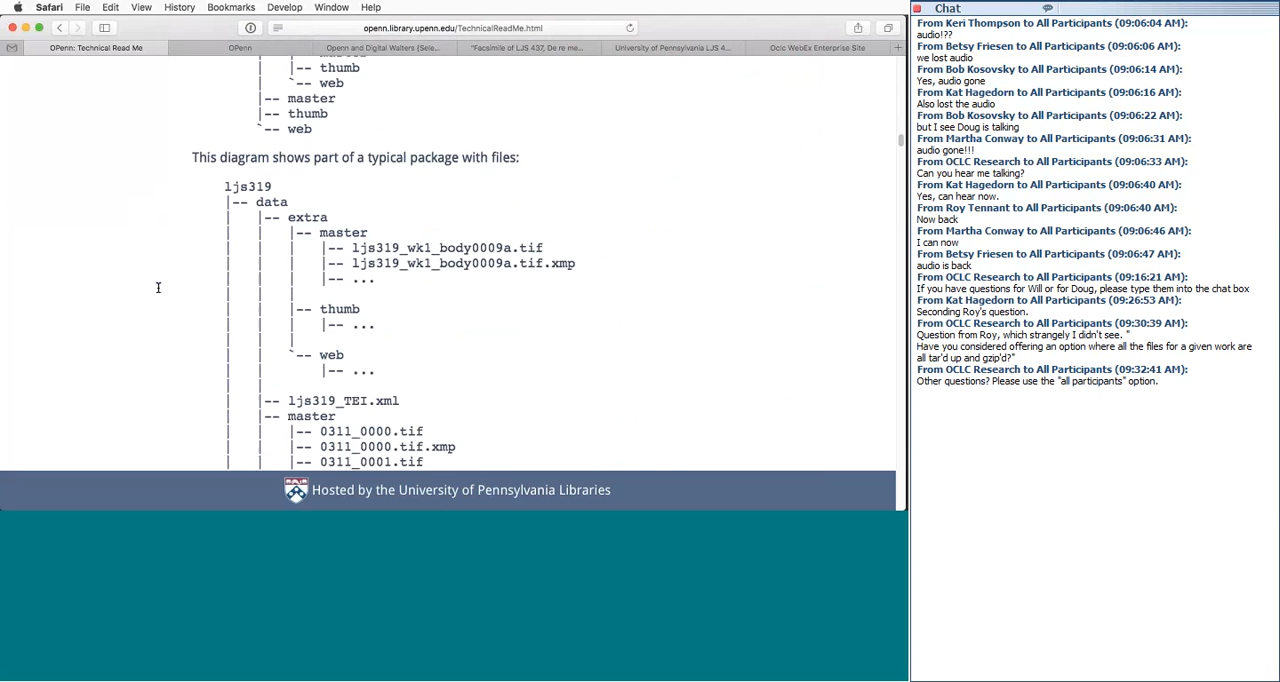 Safari File Edit View History Bookmarks Develop Window Help
openn.library.upenn.edu/TechnicalReadMe.html
OPenn: Technical Read Me
OPenn
Openn and Digital Walters (Sele...
"Facsimile of LJS 437, De re me...
University of Pennsylvania LJS 4...
Oclc WebEx Enterprise Site
|-- thumb
`-- web
|-- master
|-- thumb
`-- web
This diagram shows part of a typical package with files:
ljs319
|-- data
| |-- extra
| | |-- master
| | | |-- ljs319_wk1_body0009a.tif
| | | |-- ljs319_wk1_body0009a.tif.xmp
| | | |-- ...
| | |
| | |-- thumb
| | | |-- ...
| | |
| | `-- web
| | |-- ...
| |
| |-- ljs319_TEI.xml
| |-- master
| | |-- 0311_0000.tif
| | |-- 0311_0000.tif.xmp
| | |-- 0311_0001.tif
Hosted by the University of Pennsylvania Libraries
Chat
From Keri Thompson to All Participants (09:06:04 AM):
audio!??
From Betsy Friesen to All Participants (09:06:06 AM):
we lost audio
From Bob Kosovsky to All Participants (09:06:14 AM):
Yes, audio gone
From Kat Hagedorn to All Participants (09:06:16 AM):
Also lost the audio
From Bob Kosovsky to All Participants (09:06:22 AM):
but I see Doug is talking
From Martha Conway to All Participants (09:06:31 AM):
audio gone!!!
From OCLC Research to All Participants (09:06:33 AM):
Can you hear me talking?
From Kat Hagedorn to All Participants (09:06:40 AM):
Yes, can hear now.
From Roy Tennant to All Participants (09:06:40 AM):
Now back
From Martha Conway to All Participants (09:06:46 AM):
I can now
From Betsy Friesen to All Participants (09:06:47 AM):
audio is back
From OCLC Research to All Participants (09:16:21 AM):
If you have questions for Will or for Doug, please type them into the chat box
From Kat Hagedorn to All Participants (09:26:53 AM):
Seconding Roy's question.
From OCLC Research to All Participants (09:30:39 AM):
Question from Roy, which strangely I didn't see. "
Have you considered offering an option where all the files for a given work are
all tar'd up and gzip'd?"
From OCLC Research to All Participants (09:32:41 AM):
Other questions? Please use the "all participants" option.